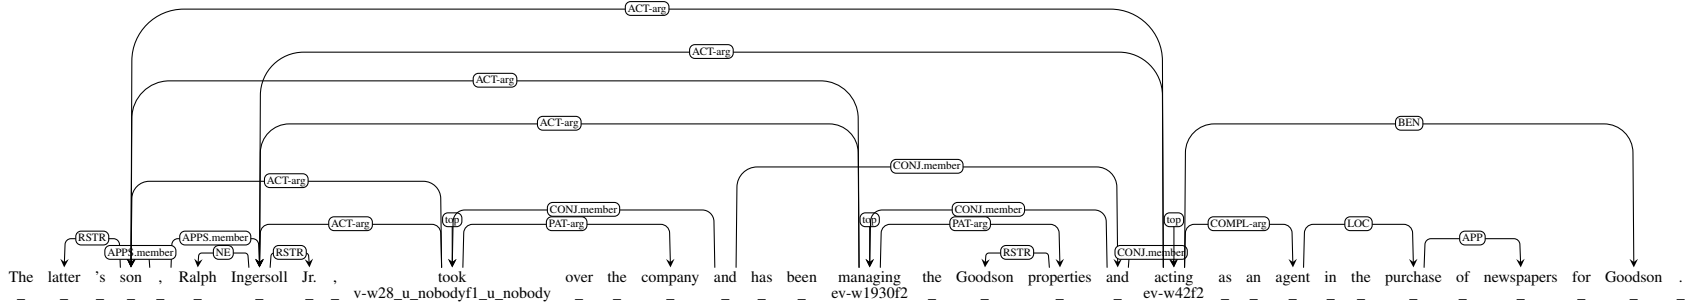 ACT-arg
ACT-arg
ACT-arg
ACT-arg BEN
CONJ.member
ACT-arg
CONJ.member CONJ.member
top top top
ACT-arg PAT-arg PAT-arg COMPL-arg LOC
RSTR APPS.member APP
APPS.member NE RSTR RSTR CONJ.member
The latter 's son , Ralph Ingersoll Jr. , took over the company and has been managing the Goodson properties and acting as an agent in the purchase of newspapers for Goodson .
_ _ _ _ _ _ _ _ _ v-w28_u_nobodyf1_u_nobody _ _ _ _ _ _ ev-w1930f2 _ _ _ _ ev-w42f2 _ _ _ _ _ _ _ _ _ _ _